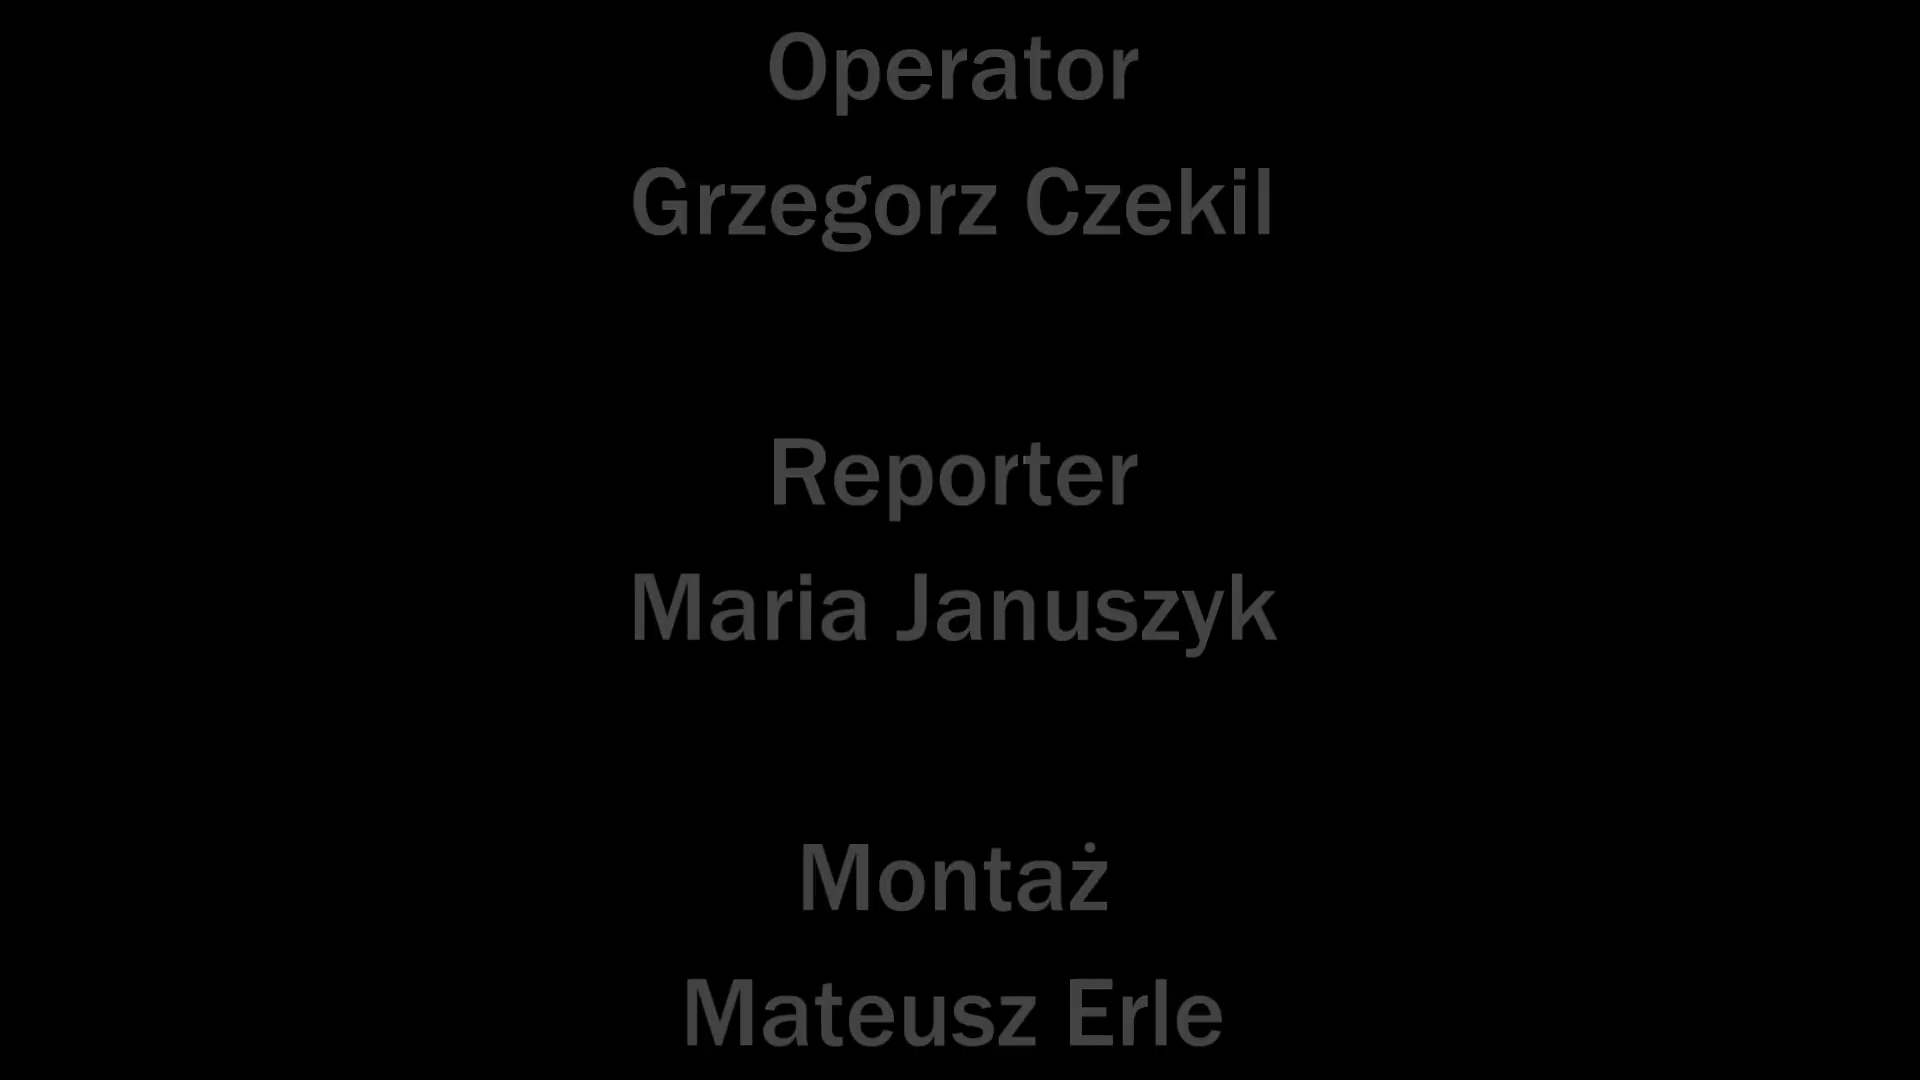 Operator
Grzegorz Czekil
Reporter
Maria Januszyk
Montaż
Mateusz Erle